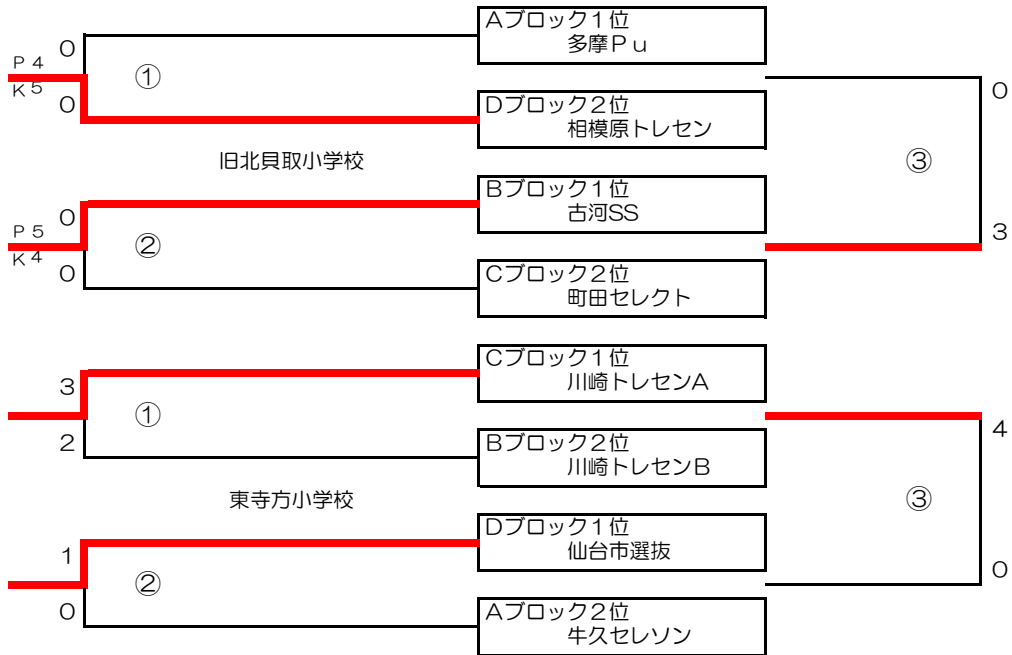 Aブロック1位
多摩Pu
0
P4
K5
①
0
Dブロック2位
相模原トレセン
0
③
旧北貝取小学校
Bブロック1位
古河SS
0
P5
K4
②
0
3
Cブロック2位
町田セレクト
Cブロック1位
川崎トレセンA
3
①
2
4
Bブロック2位
川崎トレセンB
東寺方小学校
③
Dブロック1位
仙台市選抜
1
②
0
0
Aブロック2位
牛久セレソン